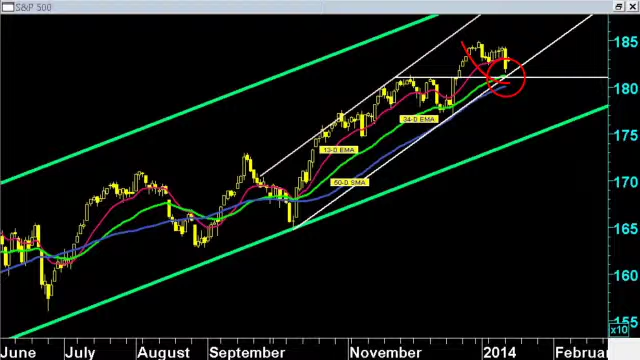 S&P 500
185
180
13-D EMA
34-D EMA
175
50-D SMA
170
165
160
155
x10
June July August September November 2014 Februa